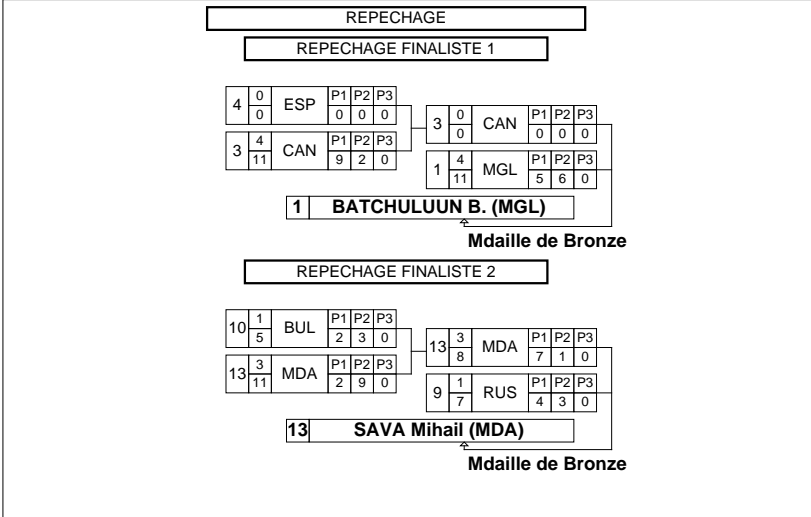 REPECHAGE
REPECHAGE FINALISTE 1
4 0 0 ESP P1 P2 P3 0 0 0
3 4 11 CAN P1 P2 P3 9 2 0
3 0 0 CAN P1 P2 P3 0 0 0
1 4 11 MGL P1 P2 P3 5 6 0
1 BATCHULUUN B. (MGL)
Mdaille de Bronze
REPECHAGE FINALISTE 2
10 1 5 BUL P1 P2 P3 2 3 0
13 3 11 MDA P1 P2 P3 2 9 0
13 3 8 MDA P1 P2 P3 7 1 0
9 1 7 RUS P1 P2 P3 4 3 0
13 SAVA Mihail (MDA)
Mdaille de Bronze